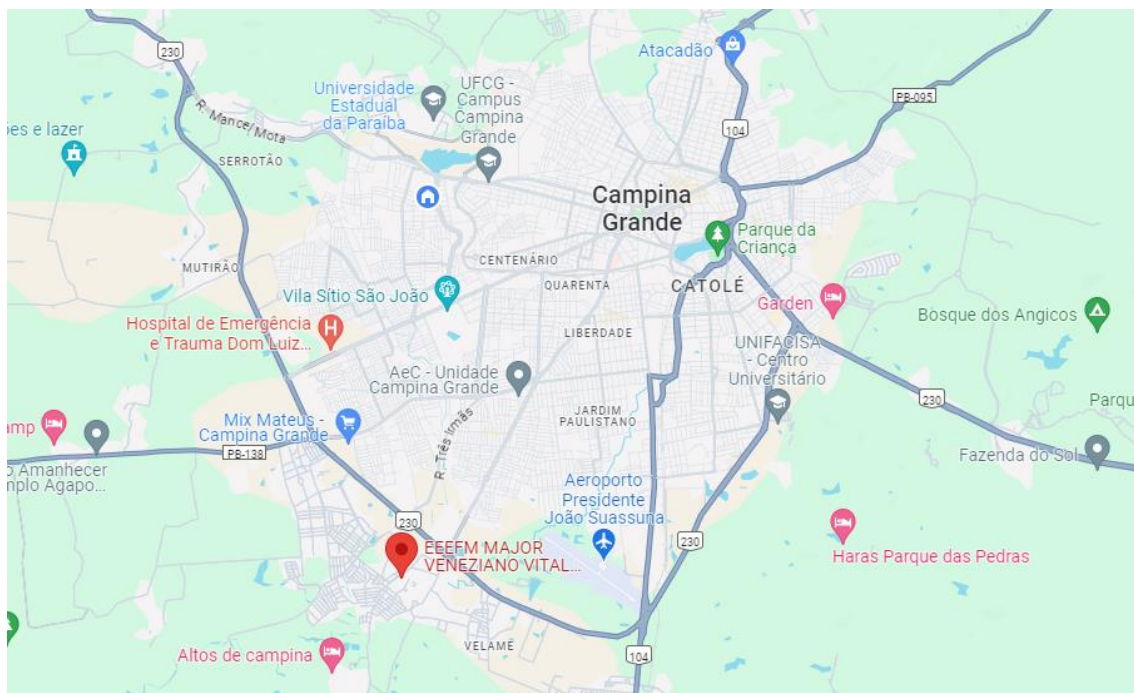 230
Atacadão
Universidade
Estadual
da Paraíba
UFCG -
Campus
Campina
Grande
PB-095
R. Mance/ Mota
104
ões e lazer
SERROTÃO
Campina
Grande
Parque da
Criança
CENTENÁRIO
MUTIRÃO
QUARENTA
CATOLÉ
Vila Sítio São João
Garden
Bosque dos Angicos
Hospital de Emergência
e Trauma Dom Luiz...
H
LIBERDADE
UNIFACISA
- Centro
Universitário
AeC - Unidade
Campina Grande
230
Parqu
JARDIM
PAULISTANO
Mix Mateus -
Campina Grande
amp
R. Três Irmãs
PB-138
Fazenda do Sol
o Amanhecer
mplo Agapo...
Aeroporto
Presidente
João Suassuna
230
230
EEEFM MAJOR
VENEZIANO VITAL...
Haras Parque das Pedras
VELAME
Altos de campina
104